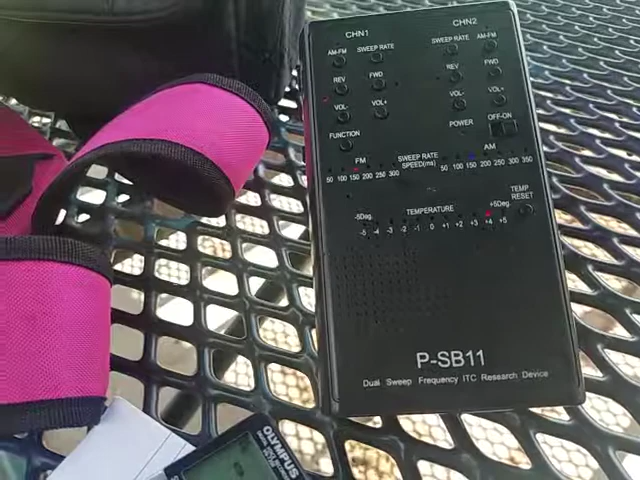 CHN1 CHN2
AM-FM SWEEP RATE SWEEP RATE AM-FM
REV FWD REV FWD
VOL- VOL+ VOL- VOL+
FUNCTION POWER OFF-ON
FM SWEEP RATE SPEED(ms) AM
50 100 150 200 250 300 50 100 150 200 250 300 350
TEMP RESET
-5Deg. TEMPERATURE +5Deg.
-5 -4 -3 -2 -1 0 +1 +2 +3 +4 +5
P-SB11
Dual Sweep Frequency ITC Research Device
OLYMPUS